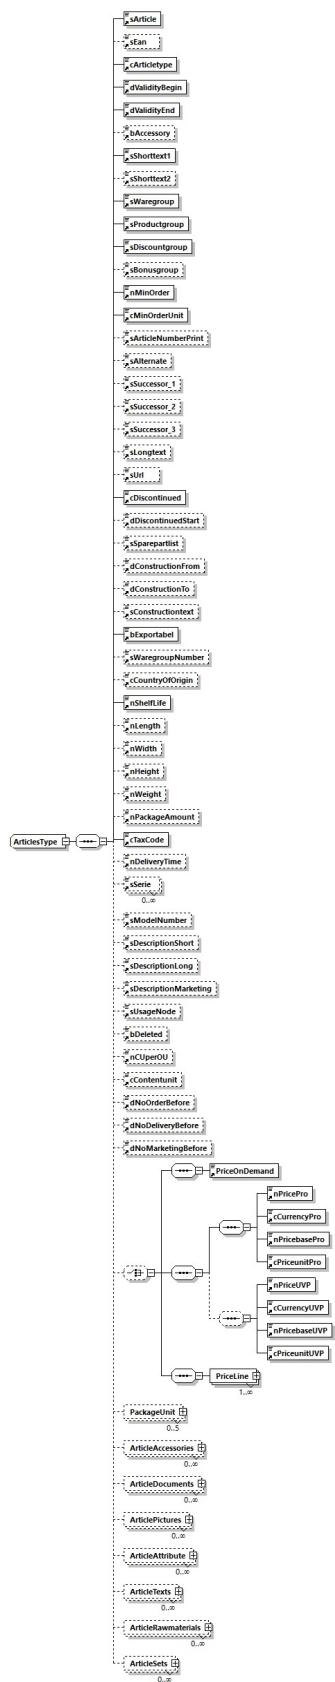 sArticle
sEan
cArticletype
dValidityBegin
dValidityEnd
bAccessory
sShorttext1
sShorttext2
sWaregroup
sProductgroup
sDiscountgroup
sBonusgroup
nMinOrder
cMinOrderUnit
sArticleNumberPrint
sAlternate
sSuccessor_1
sSuccessor_2
sSuccessor_3
sLongtext
sUrl
cDiscontinued
dDiscontinuedStart
sSparepartlist
dConstructionFrom
dConstructionTo
sConstructiontext
bExportabel
sWaregroupNumber
cCountryOfOrigin
nShelfLife
nLength
nWidth
nHeight
nWeight
nPackageAmount
ArticlesType
cTaxCode
nDeliveryTime
sSerie
0..∞
sModelNumber
sDescriptionShort
sDescriptionLong
sDescriptionMarketing
sUsageNode
bDeleted
nCUperOU
cContentunit
dNoOrderBefore
dNoDeliveryBefore
dNoMarketingBefore
PriceOnDemand
nPricePro
cCurrencyPro
nPricebasePro
cPriceunitPro
nPriceUVP
cCurrencyUVP
nPricebaseUVP
cPriceunitUVP
PriceLine
1..∞
PackageUnit
0..5
ArticleAccessories
0..∞
ArticleDocuments
0..∞
ArticlePictures
0..∞
ArticleAttribute
0..∞
ArticleTexts
0..∞
ArticleRawmaterials
0..∞
ArticleSets
0..∞